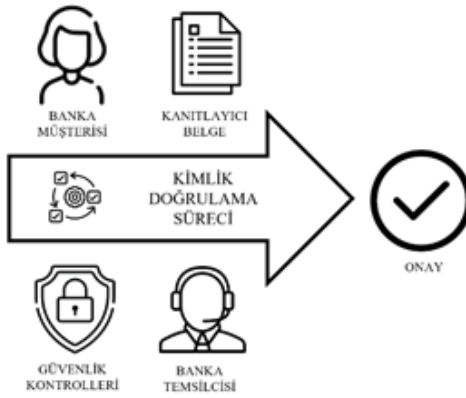 BANKA
MÜŞTERİSİ
KANITLAYICI
BELGE
KİMLİK
DOĞRULAMA
SÜRECİ
ONAY
GÜVENLİK
KONTROLLERİ
BANKA
TEMSİLCİSİ